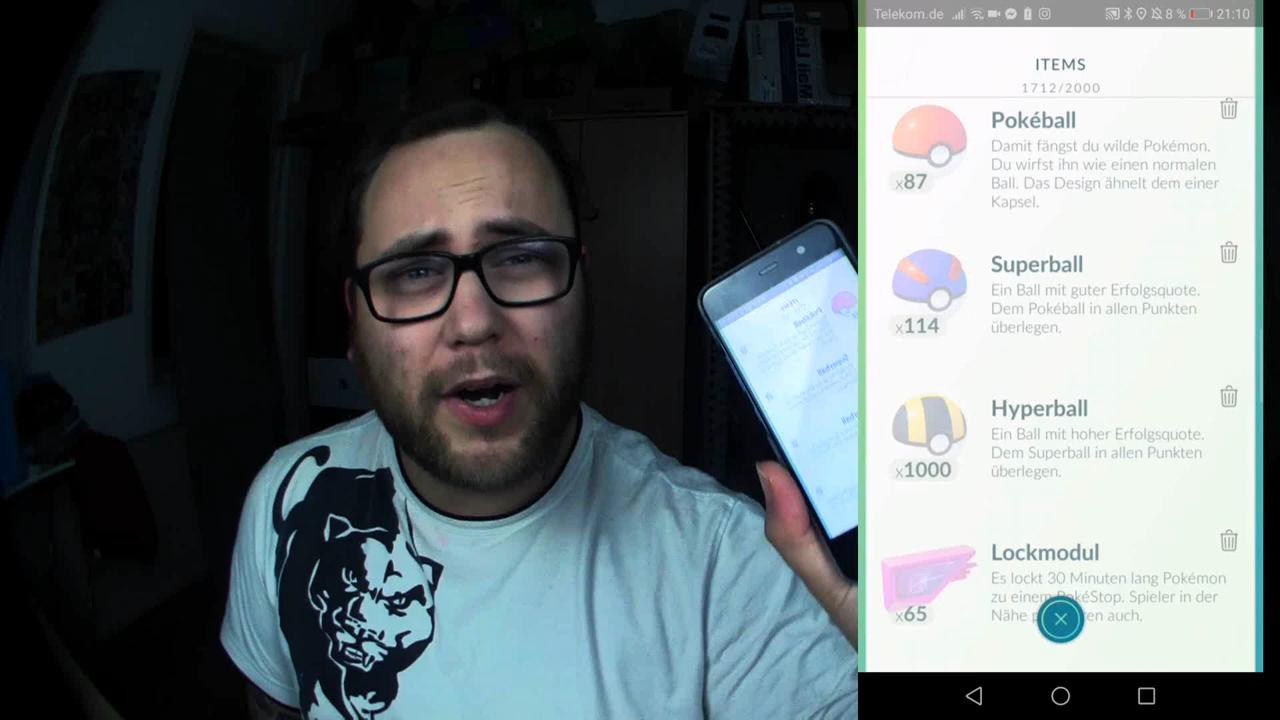 Telekom.de 8 % 21:10
ITEMS
1712/2000
Pokéball
Damit fängst du wilde Pokémon.
Du wirfst ihn wie einen normalen
Ball. Das Design ähnelt dem einer
Kapsel.
x87
Superball
Ein Ball mit guter Erfolgsquote.
Dem Pokéball in allen Punkten
überlegen.
x114
Hyperball
Ein Ball mit hoher Erfolgsquote.
Dem Superball in allen Punkten
überlegen.
x1000
Lockmodul
Es lockt 30 Minuten lang Pokémon
zu einem PokéStop. Spieler in der
Nähe auch.
x65
ITEMS
Pokéball
Superball